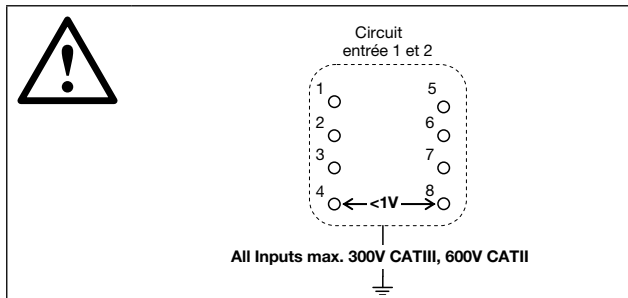 Circuit
entrée 1 et 2
1 5
2 6
3 7
4 <1V 8
All Inputs max. 300V CATIII, 600V CATII